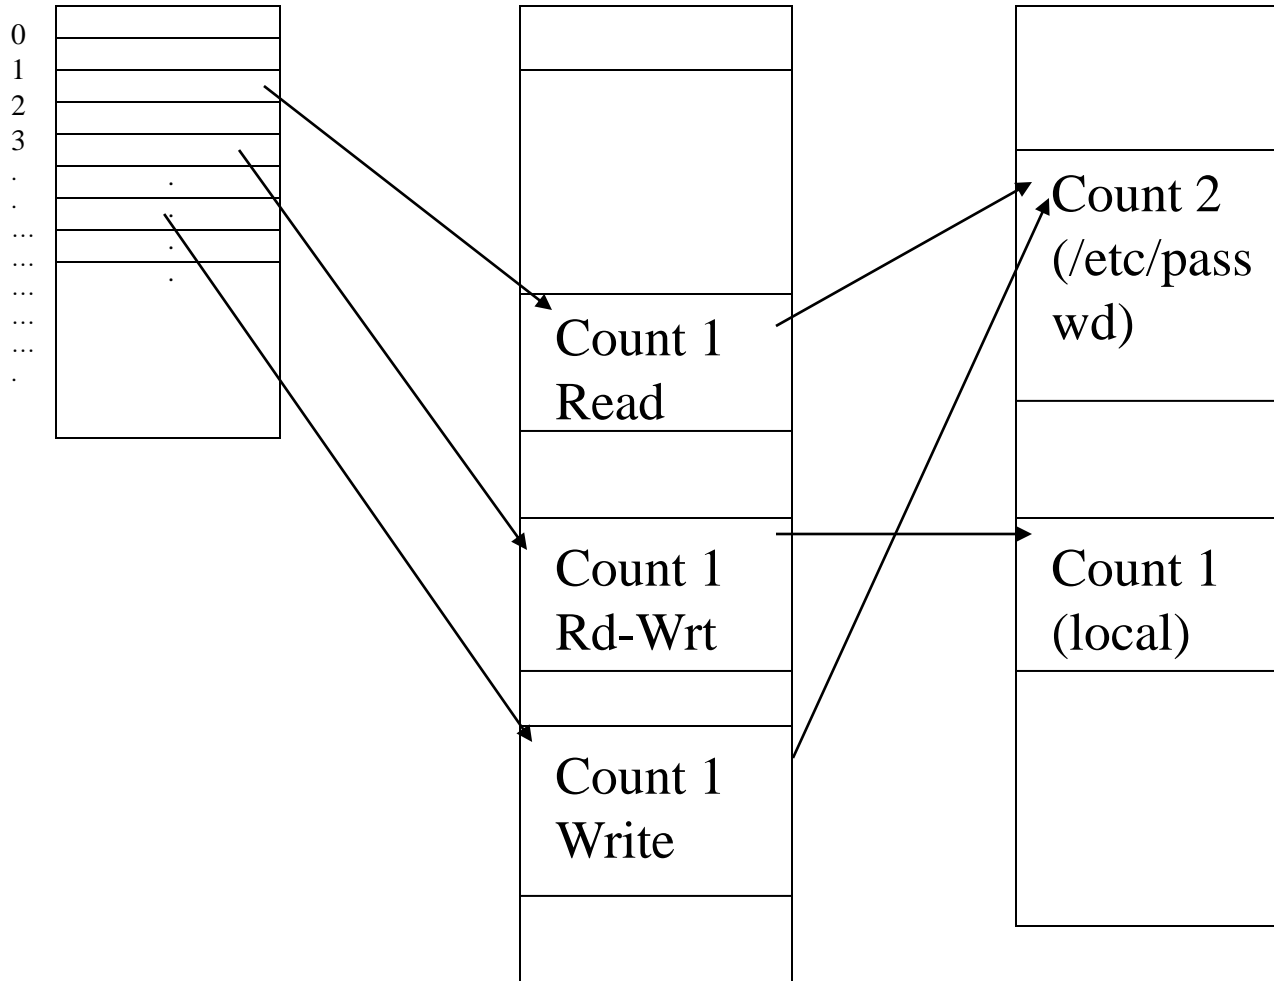 0
1
2
3
.
.
...
...
...
...
...
.
.
.
.
.
Count 1
Read
Count 1
Rd-Wrt
Count 1
Write
Count 2
(/etc/pass
wd)
Count 1
(local)